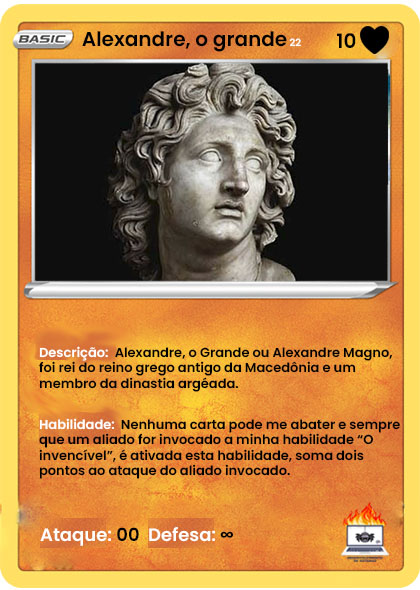 BASIC Alexandre, o grande 22 10
Descrição: Alexandre, o Grande ou Alexandre Magno,
foi rei do reino grego antigo da Macedônia e um
membro da dinastia argéada.
Habilidade: Nenhuma carta pode me abater e sempre
que um aliado for invocado a minha habilidade “O
invencível”, é ativada esta habilidade, soma dois
pontos ao ataque do aliado invocado.
Ataque: 00 Defesa: ∞